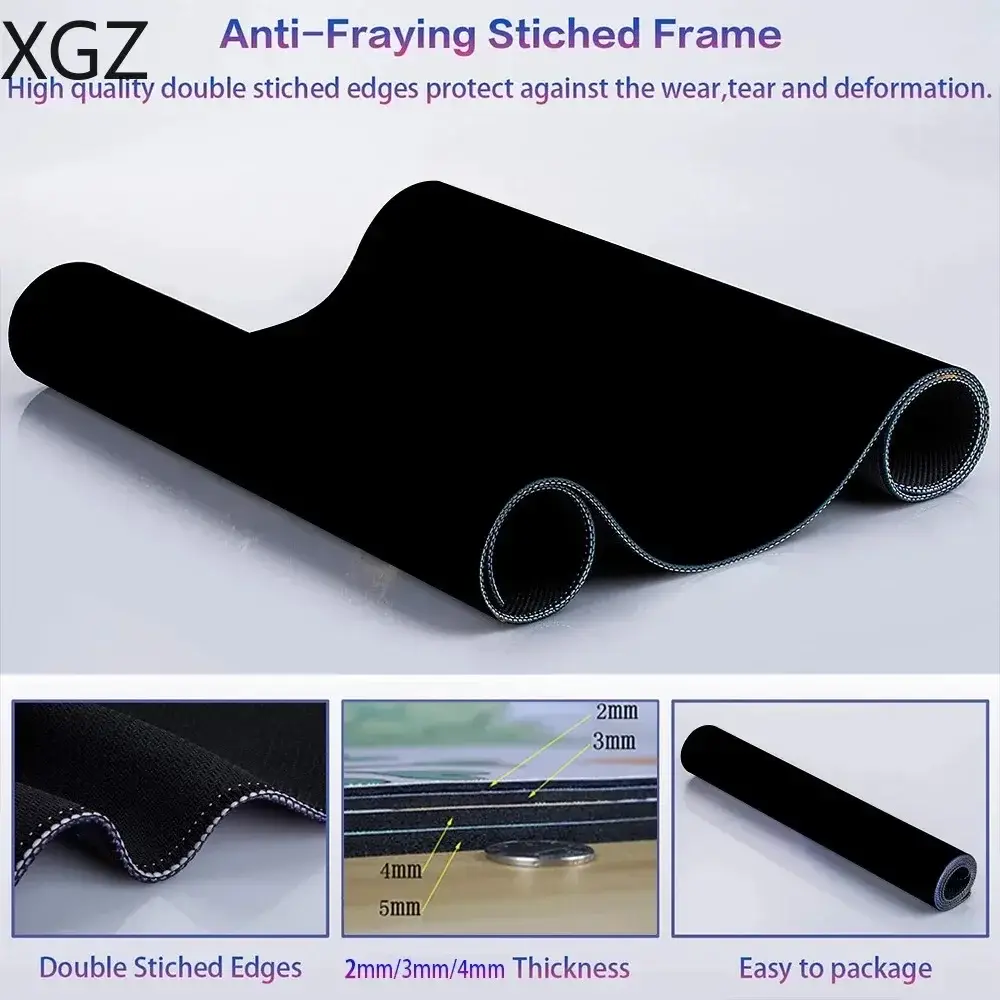 XGZ
Anti-Fraying Stiched Frame
High quality double stiched edges protect against the wear,tear and deformation.
2mm
3mm
4mm
5mm
Double Stiched Edges
2mm/3mm/4mm Thickness
Easy to package